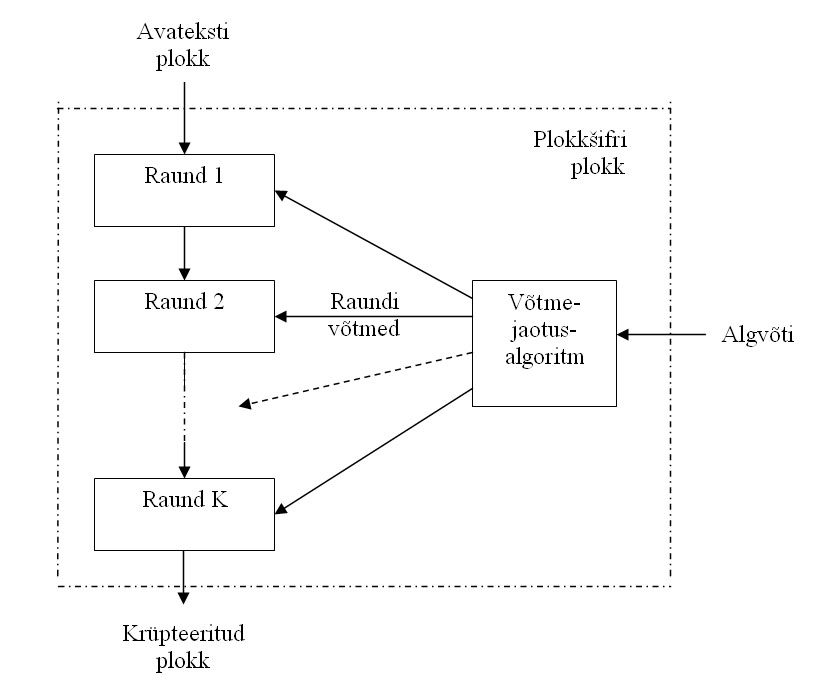 Avateksti
plokk
Plokkšifri
plokk
Raund 1
Raund 2
Raundi
võtmed
Võtme-
jaotus-
algoritm
Algvõti
Raund K
Krüpteeritud
plokk